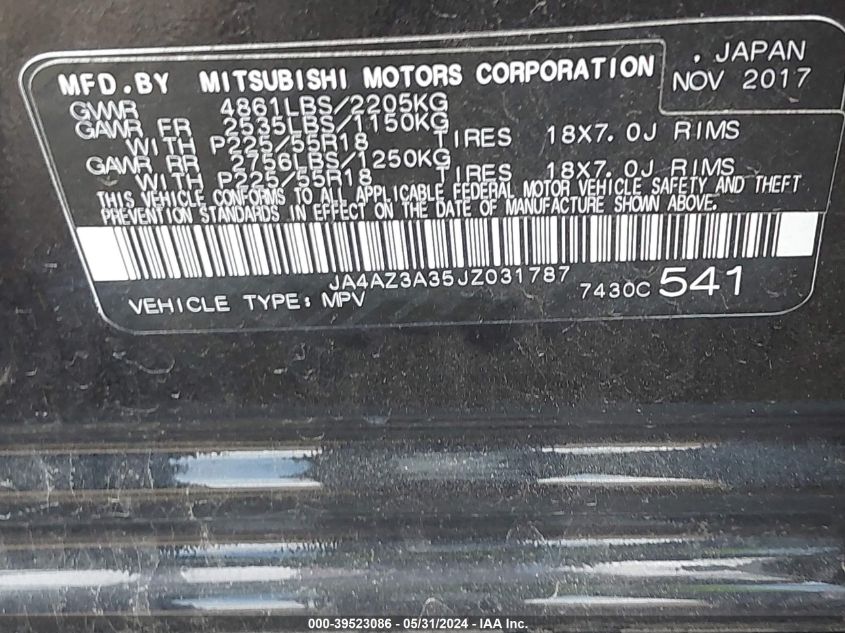 MFD.BY MITSUBISHI MOTORS CORPORATION , JAPAN
NOV 2017
GVWR 4861LBS/2205KG
GAWR FR 2535LBS/1150KG
WITH P225/55R18 TIRES 18X7.0J RIMS
GAWR RR 2756LBS/1250KG
WITH P225/55R18 TIRES 18X7.0J RIMS
THIS VEHICLE CONFORMS TO ALL APPLICABLE FEDERAL MOTOR VEHICLE SAFETY AND THEFT
PREVENTION STANDARDS IN EFFECT ON THE DATE OF MANUFACTURE SHOWN ABOVE.
JA4AZ3A35JZ031787
VEHICLE TYPE: MPV 7430C 541
000-39523086 - 05/31/2024 - IAA Inc.